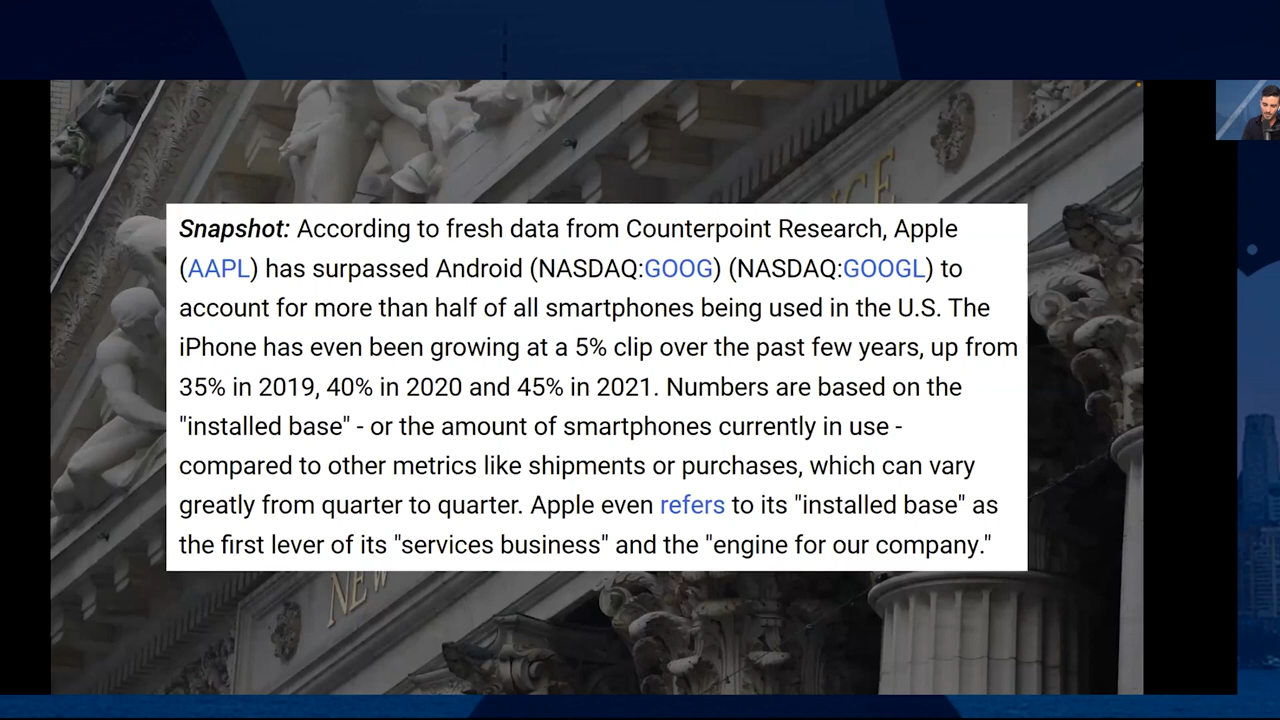 Snapshot: According to fresh data from Counterpoint Research, Apple
(AAPL) has surpassed Android (NASDAQ:GOOG) (NASDAQ:GOOGL) to
account for more than half of all smartphones being used in the U.S. The
iPhone has even been growing at a 5% clip over the past few years, up from
35% in 2019, 40% in 2020 and 45% in 2021. Numbers are based on the
"installed base" - or the amount of smartphones currently in use -
compared to other metrics like shipments or purchases, which can vary
greatly from quarter to quarter. Apple even refers to its "installed base" as
the first lever of its "services business" and the "engine for our company."
NEW